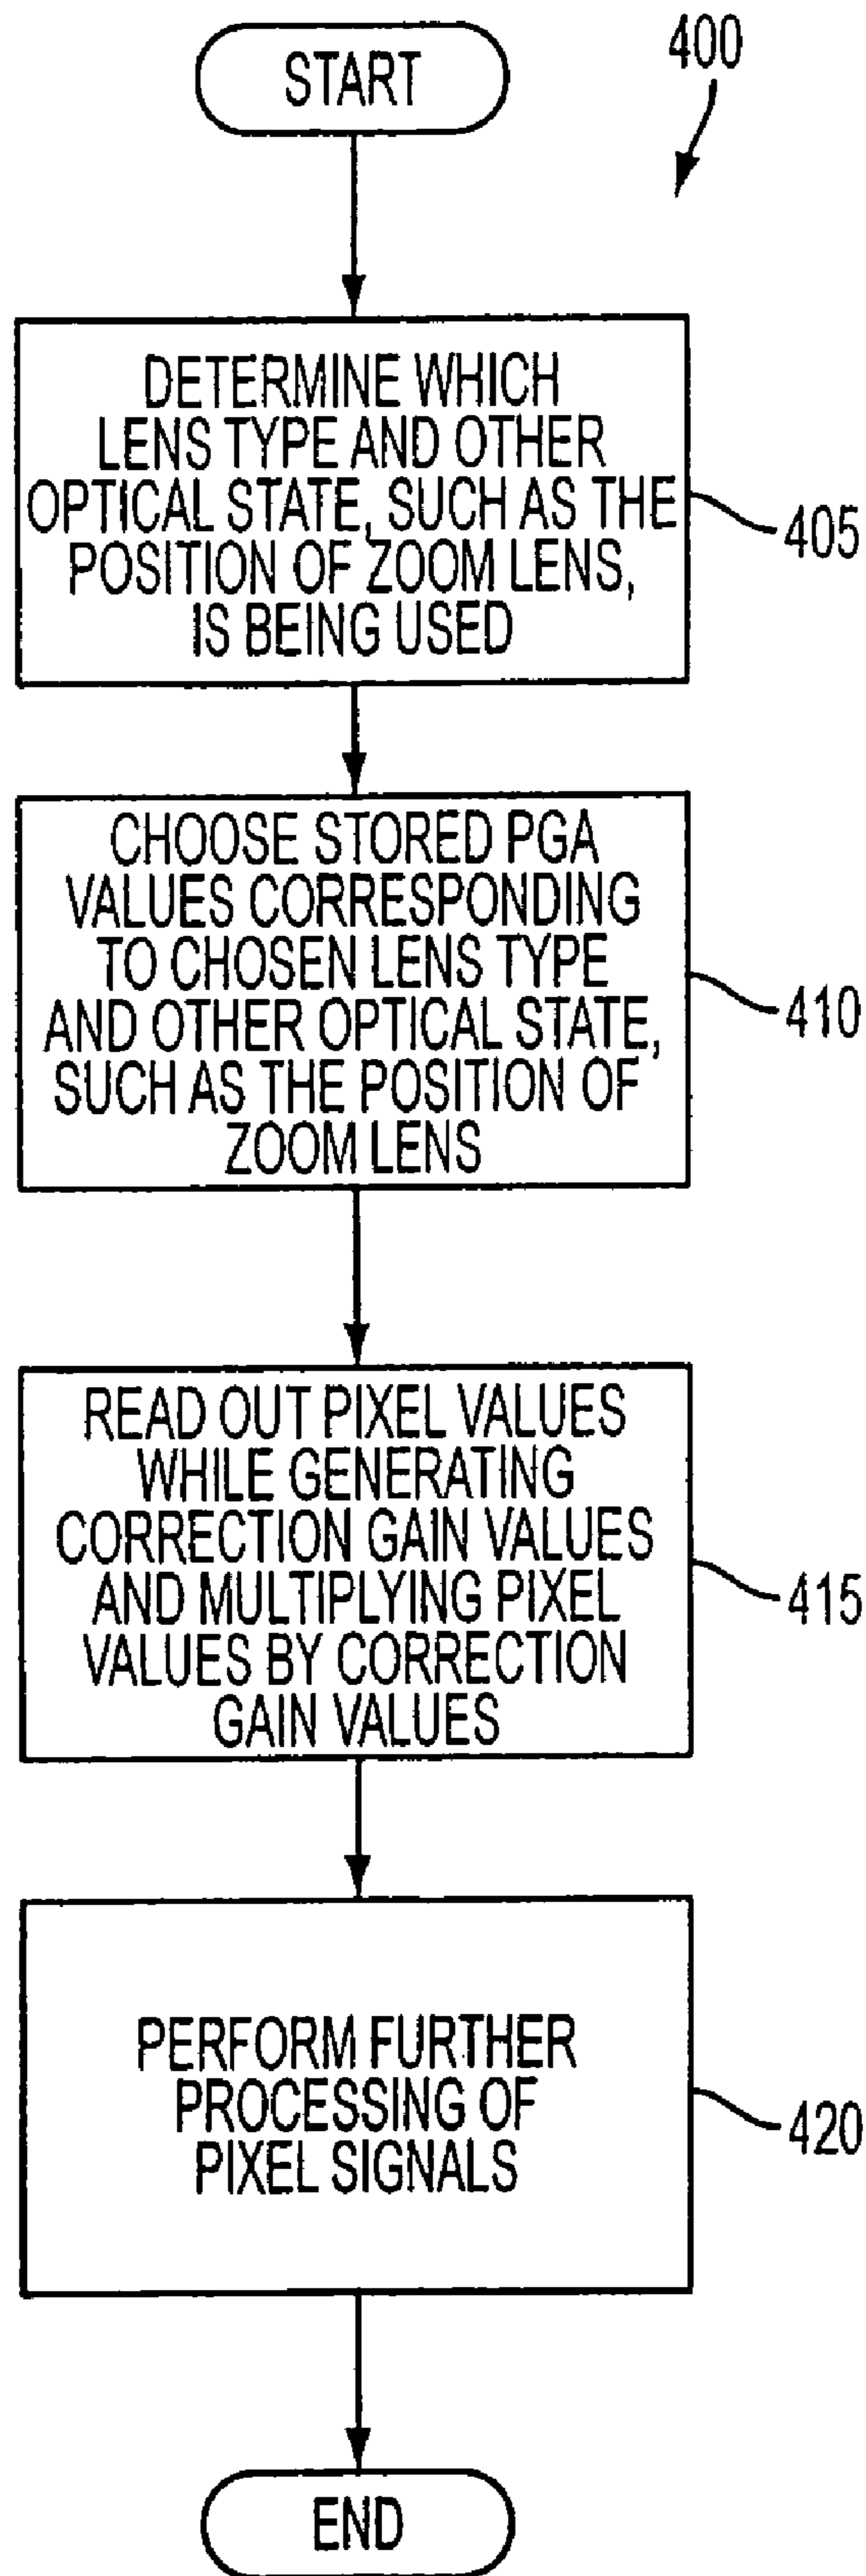 START
400
DETERMINE WHICH
LENS TYPE AND OTHER
OPTICAL STATE, SUCH AS THE
POSITION OF ZOOM LENS,
IS BEING USED
405
CHOOSE STORED PGA
VALUES CORRESPONDING
TO CHOSEN LENS TYPE
AND OTHER OPTICAL STATE,
SUCH AS THE POSITION OF
ZOOM LENS
410
READ OUT PIXEL VALUES
WHILE GENERATING
CORRECTION GAIN VALUES
AND MULTIPLYING PIXEL
VALUES BY CORRECTION
GAIN VALUES
415
PERFORM FURTHER
PROCESSING OF
PIXEL SIGNALS
420
END